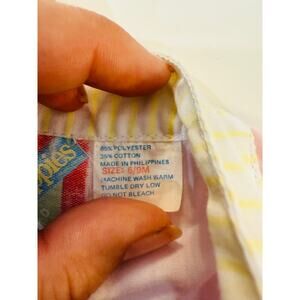 65% POLYESTER
35% COTTON
MADE IN PHILIPPINES
SIZE: 6/9M
MACHINE WASH WARM
TUMBLE DRY LOW
DO NOT BLEACH